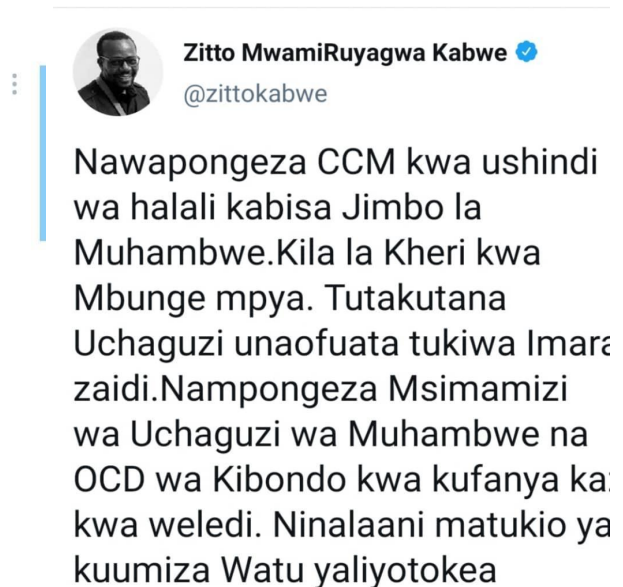 Zitto MwamiRuyagwa Kabwe
@zittokabwe
Nawapongeza CCM kwa ushindi
wa halali kabisa Jimbo la
Muhambwe.Kila la Kheri kwa
Mbunge mpya. Tutakutana
Uchaguzi unaofuata tukiwa Imara
zaidi.Nampongeza Msimamizi
wa Uchaguzi wa Muhambwe na
OCD wa Kibondo kwa kufanya
kwa weledi. Ninalaani matukio ya
kuumiza Watu yaliyotokea